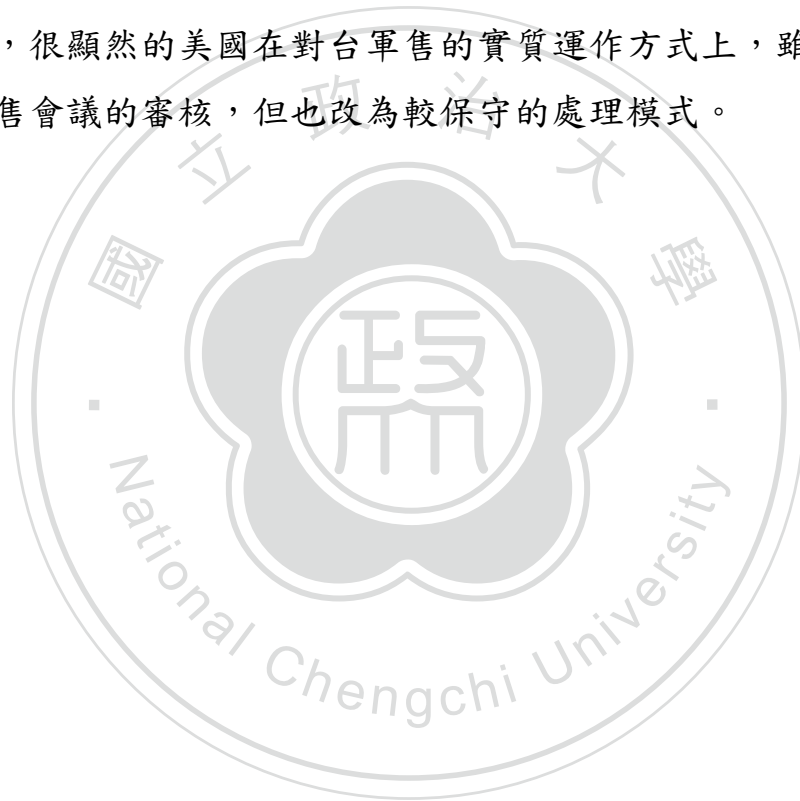 ，很顯然的美國在對台軍售的實質運作方式上，雖
售會議的審核，但也改為較保守的處理模式。
國立政治大學
政大
National Chengchi University